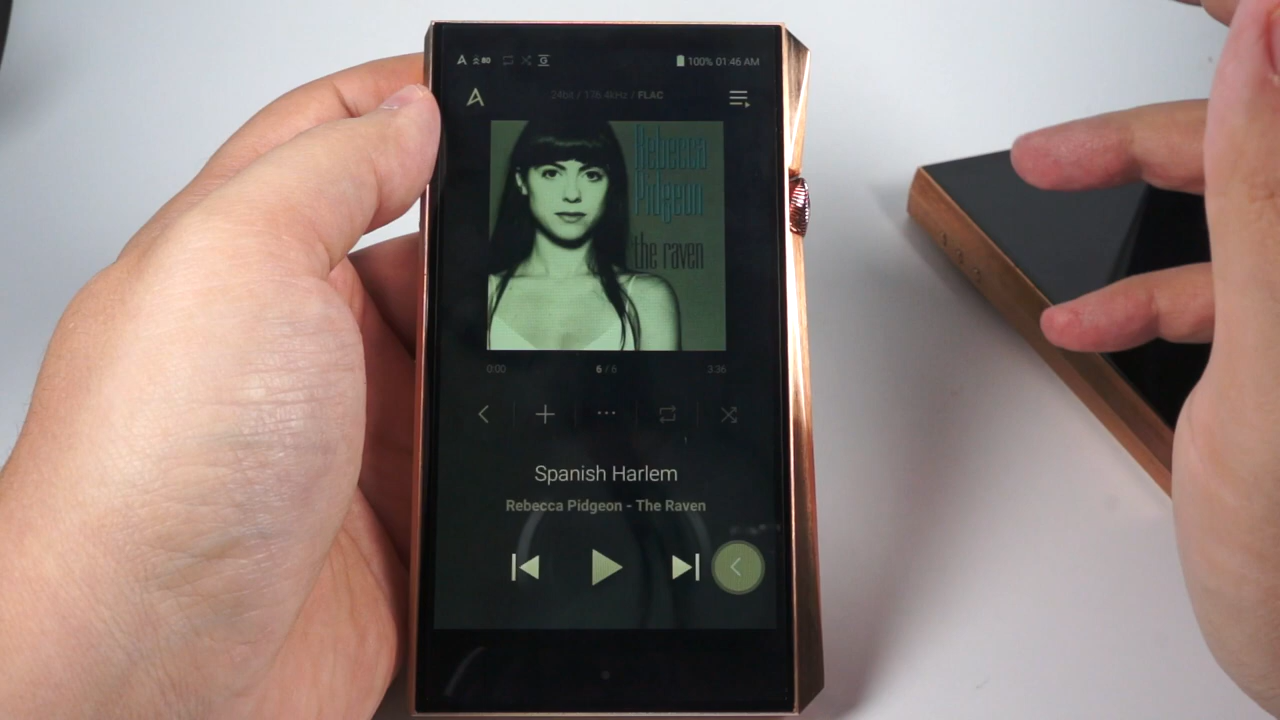 80
100% 01:46 AM
24bit / 176.4kHz / FLAC
Rebecca
Pidgeon
the raven
0:00 6 / 6 3:36
Spanish Harlem
Rebecca Pidgeon - The Raven